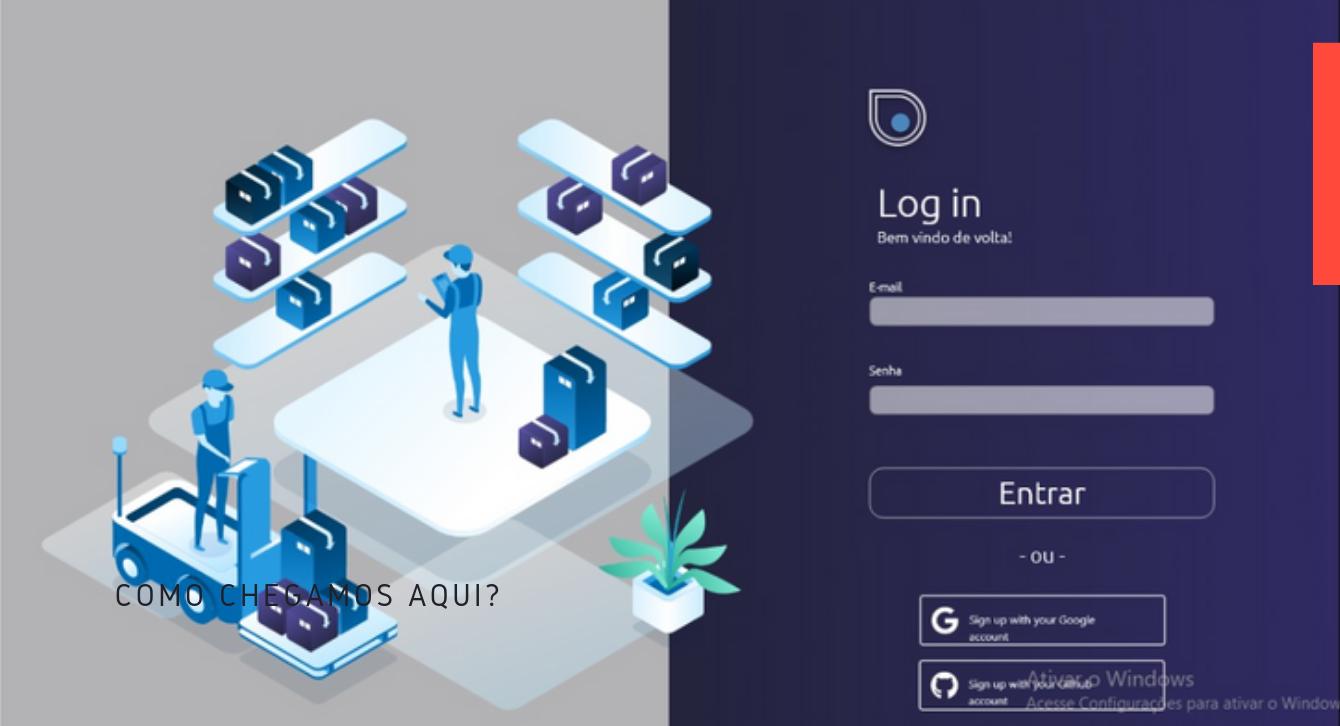 COMO CHEGAMOS AQUI?
Log in
Bem vindo de volta!
E-mail
Senha
Entrar
- ou -
Sign up with your Google
account
Sign up with your Github
account
Ativar o Windows
Acesse Configurações para ativar o Window